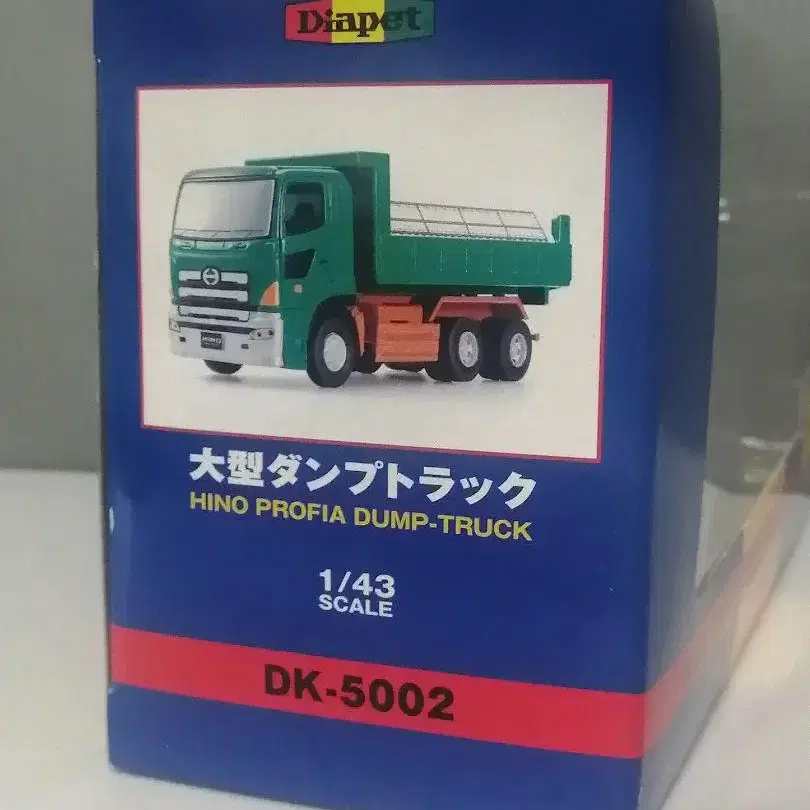 Diapet
大型ダンプトラック
HINO PROFIA DUMP-TRUCK
1/43
SCALE
DK-5002